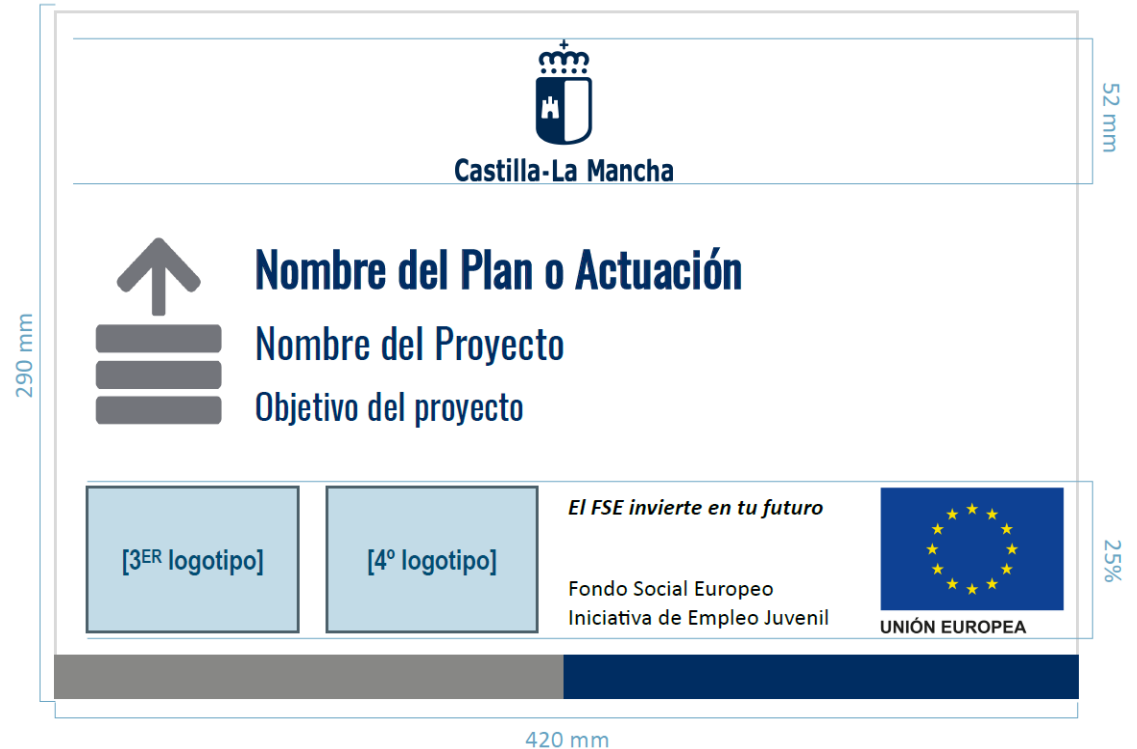 Castilla-La Mancha
52 mm
290 mm
Nombre del Plan o Actuación
Nombre del Proyecto
Objetivo del proyecto
[3ER logotipo]
[4º logotipo]
El FSE invierte en tu futuro
Fondo Social Europeo
Iniciativa de Empleo Juvenil
UNIÓN EUROPEA
25%
420 mm